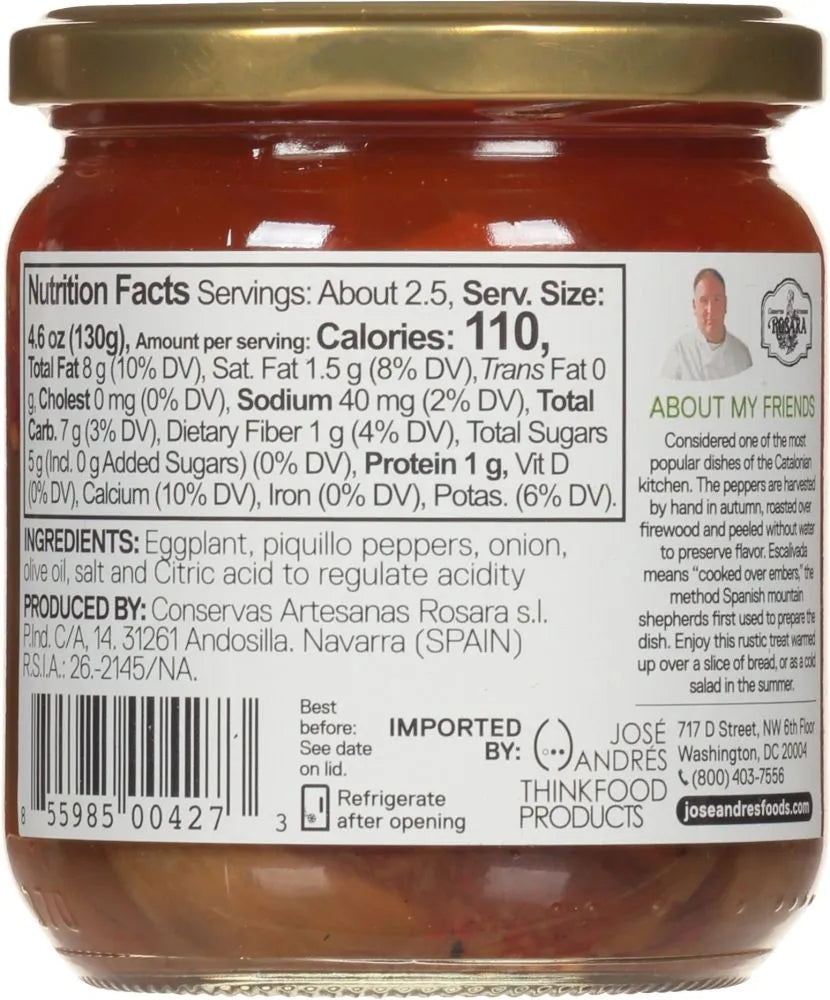 Nutrition Facts Servings: About 2.5, Serv. Size:
4.6 oz (130g), Amount per serving: Calories: 110,
Total Fat 8 g (10% DV), Sat. Fat 1.5 g (8% DV), Trans Fat 0
g, Cholest 0 mg (0% DV), Sodium 40 mg (2% DV), Total
Carb. 7 g (3% DV), Dietary Fiber 1 g (4% DV), Total Sugars
5 g (Incl. 0 g Added Sugars) (0% DV), Protein 1 g, Vit D
(0% DV), Calcium (10% DV), Iron (0% DV), Potas. (6% DV).
INGREDIENTS: Eggplant, piquillo peppers, onion,
olive oil, salt and Citric acid to regulate acidity
PRODUCED BY: Conservas Artesanas Rosara s.l.
P.Ind. C/A, 14. 31261 Andosilla. Navarra (SPAIN)
R.S.I.A.: 26.-2145/NA.
8 55985 00427 3
Best
before:
See date
on lid.
Refrigerate
after opening
IMPORTED
BY:
JOSÉ
ANDRÉS
THINKFOOD
PRODUCTS
ROSARA
ABOUT MY FRIENDS
Considered one of the most
popular dishes of the Catalonian
kitchen. The peppers are harvested
by hand in autumn, roasted over
firewood and peeled without water
to preserve flavor. Escalivada
means "cooked over embers," the
method Spanish mountain
shepherds first used to prepare the
dish. Enjoy this rustic treat warmed
up over a slice of bread, or as a cold
salad in the summer.
717 D Street, NW 6th Floor
Washington, DC 20004
(800) 403-7556
joseandresfoods.com